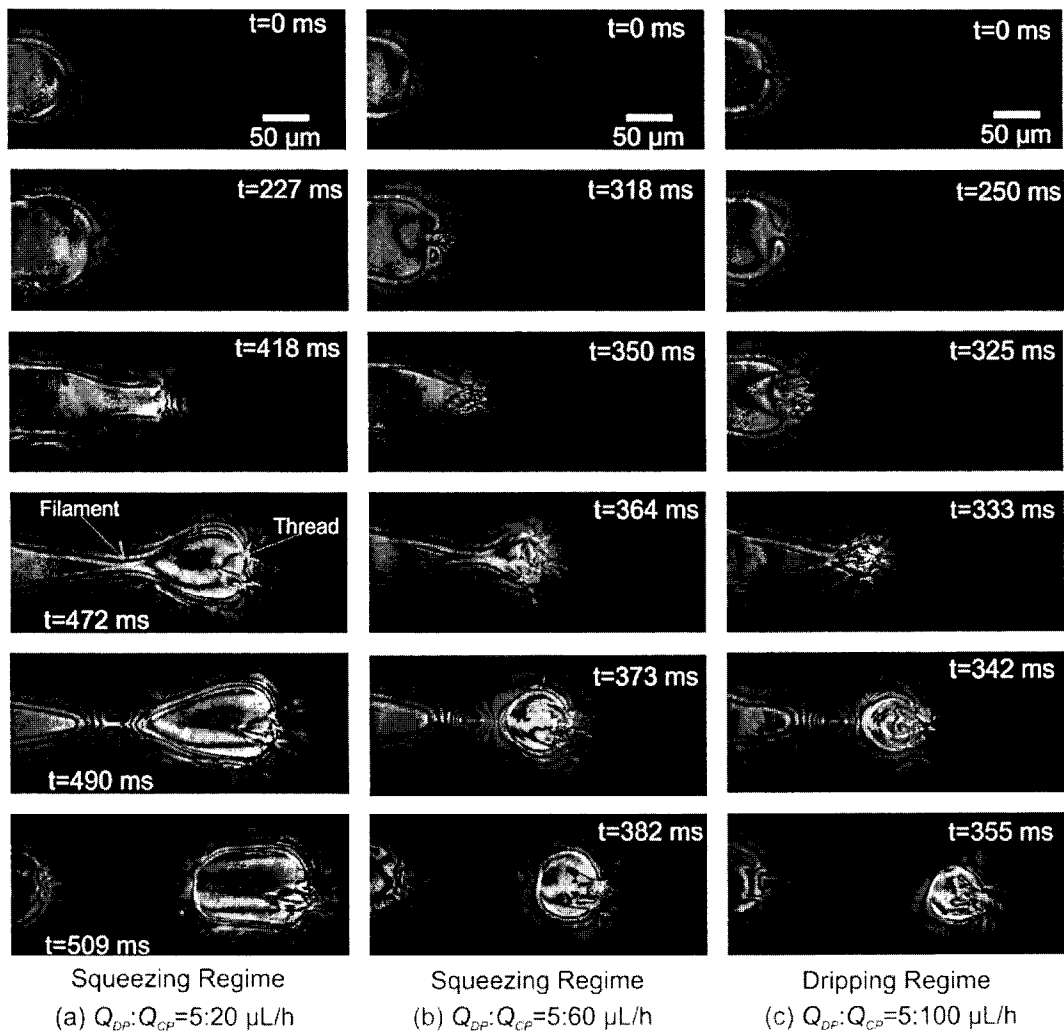 t=0 ms
50 µm
t=0 ms
50 µm
t=0 ms
50 µm
t=227 ms
t=318 ms
t=250 ms
t=418 ms
t=350 ms
t=325 ms
Filament
Thread
t=472 ms
t=364 ms
t=333 ms
t=490 ms
t=373 ms
t=342 ms
t=509 ms
t=382 ms
t=355 ms
Squeezing Regime
Squeezing Regime
Dripping Regime
(a) Q_DP:Q_CP=5:20 µL/h
(b) Q_DP:Q_CP=5:60 µL/h
(c) Q_DP:Q_CP=5:100 µL/h